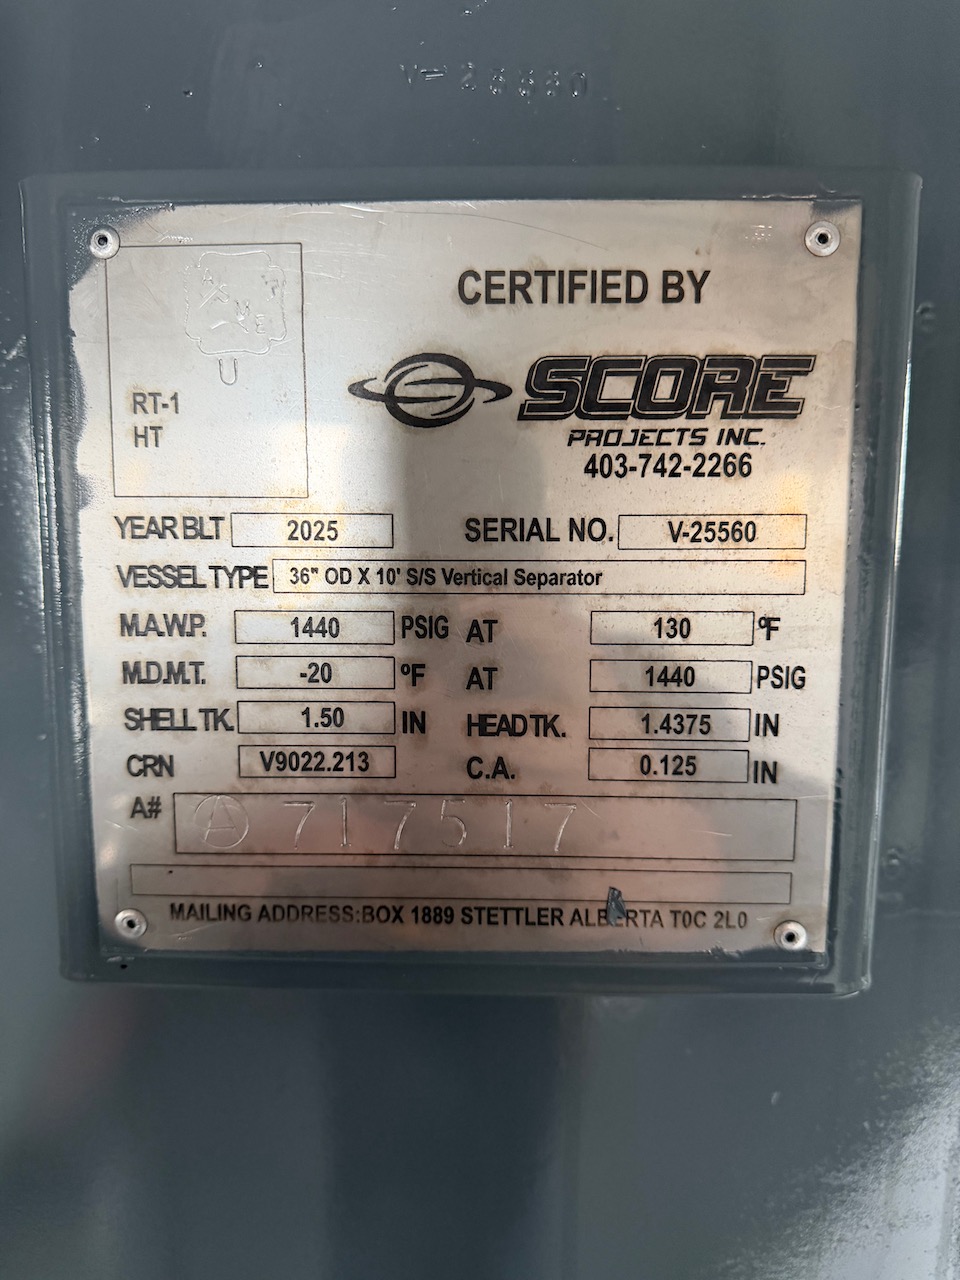 V-25560
ASME
U
RT-1
HT
CERTIFIED BY
SCORE
PROJECTS INC.
403-742-2266
YEAR BLT 2025 SERIAL NO. V-25560
VESSEL TYPE 36" OD X 10' S/S Vertical Separator
M.A.W.P. 1440 PSIG AT 130 ºF
M.D.M.T. -20 ºF AT 1440 PSIG
SHELL TK. 1.50 IN HEAD TK. 1.4375 IN
CRN V9022.213 C.A. 0.125 IN
A# A 717517
MAILING ADDRESS:BOX 1889 STETTLER ALBERTA T0C 2L0